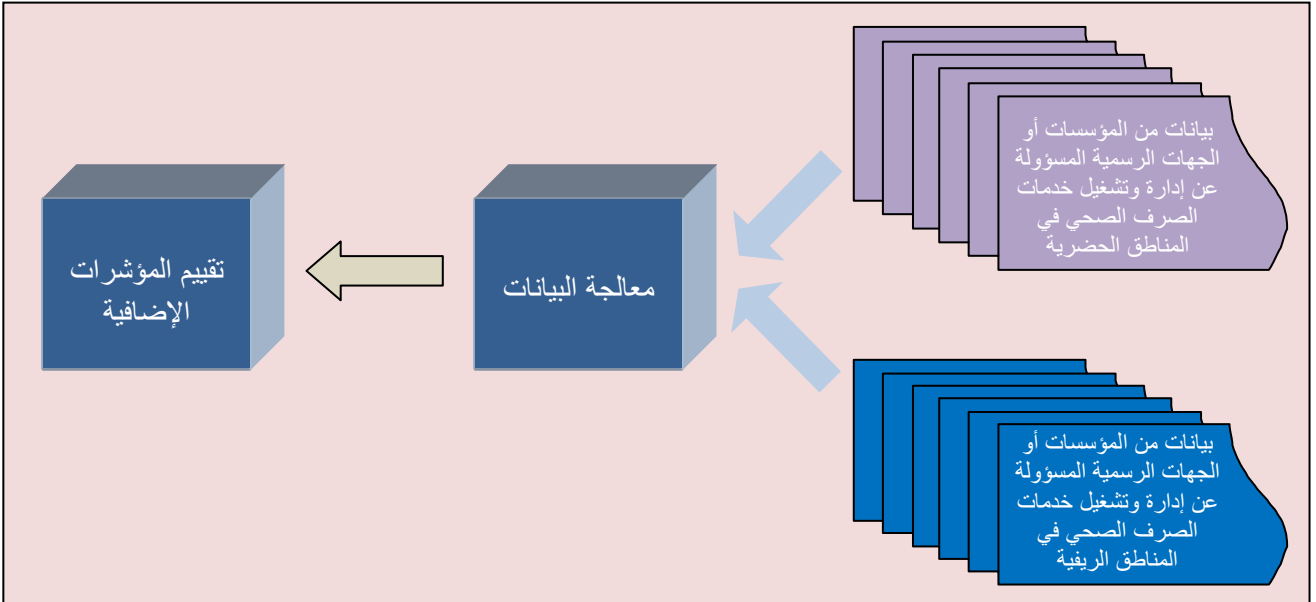 بيانات من المؤسسات أو
الجهات الرسمية المسؤولة
عن إدارة وتشغيل خدمات
الصرف الصحي في
المناطق الحضرية
معالجة البيانات
تقييم المؤشرات
الإضافية
بيانات من المؤسسات أو
الجهات الرسمية المسؤولة
عن إدارة وتشغيل خدمات
الصرف الصحي في
المناطق الريفية